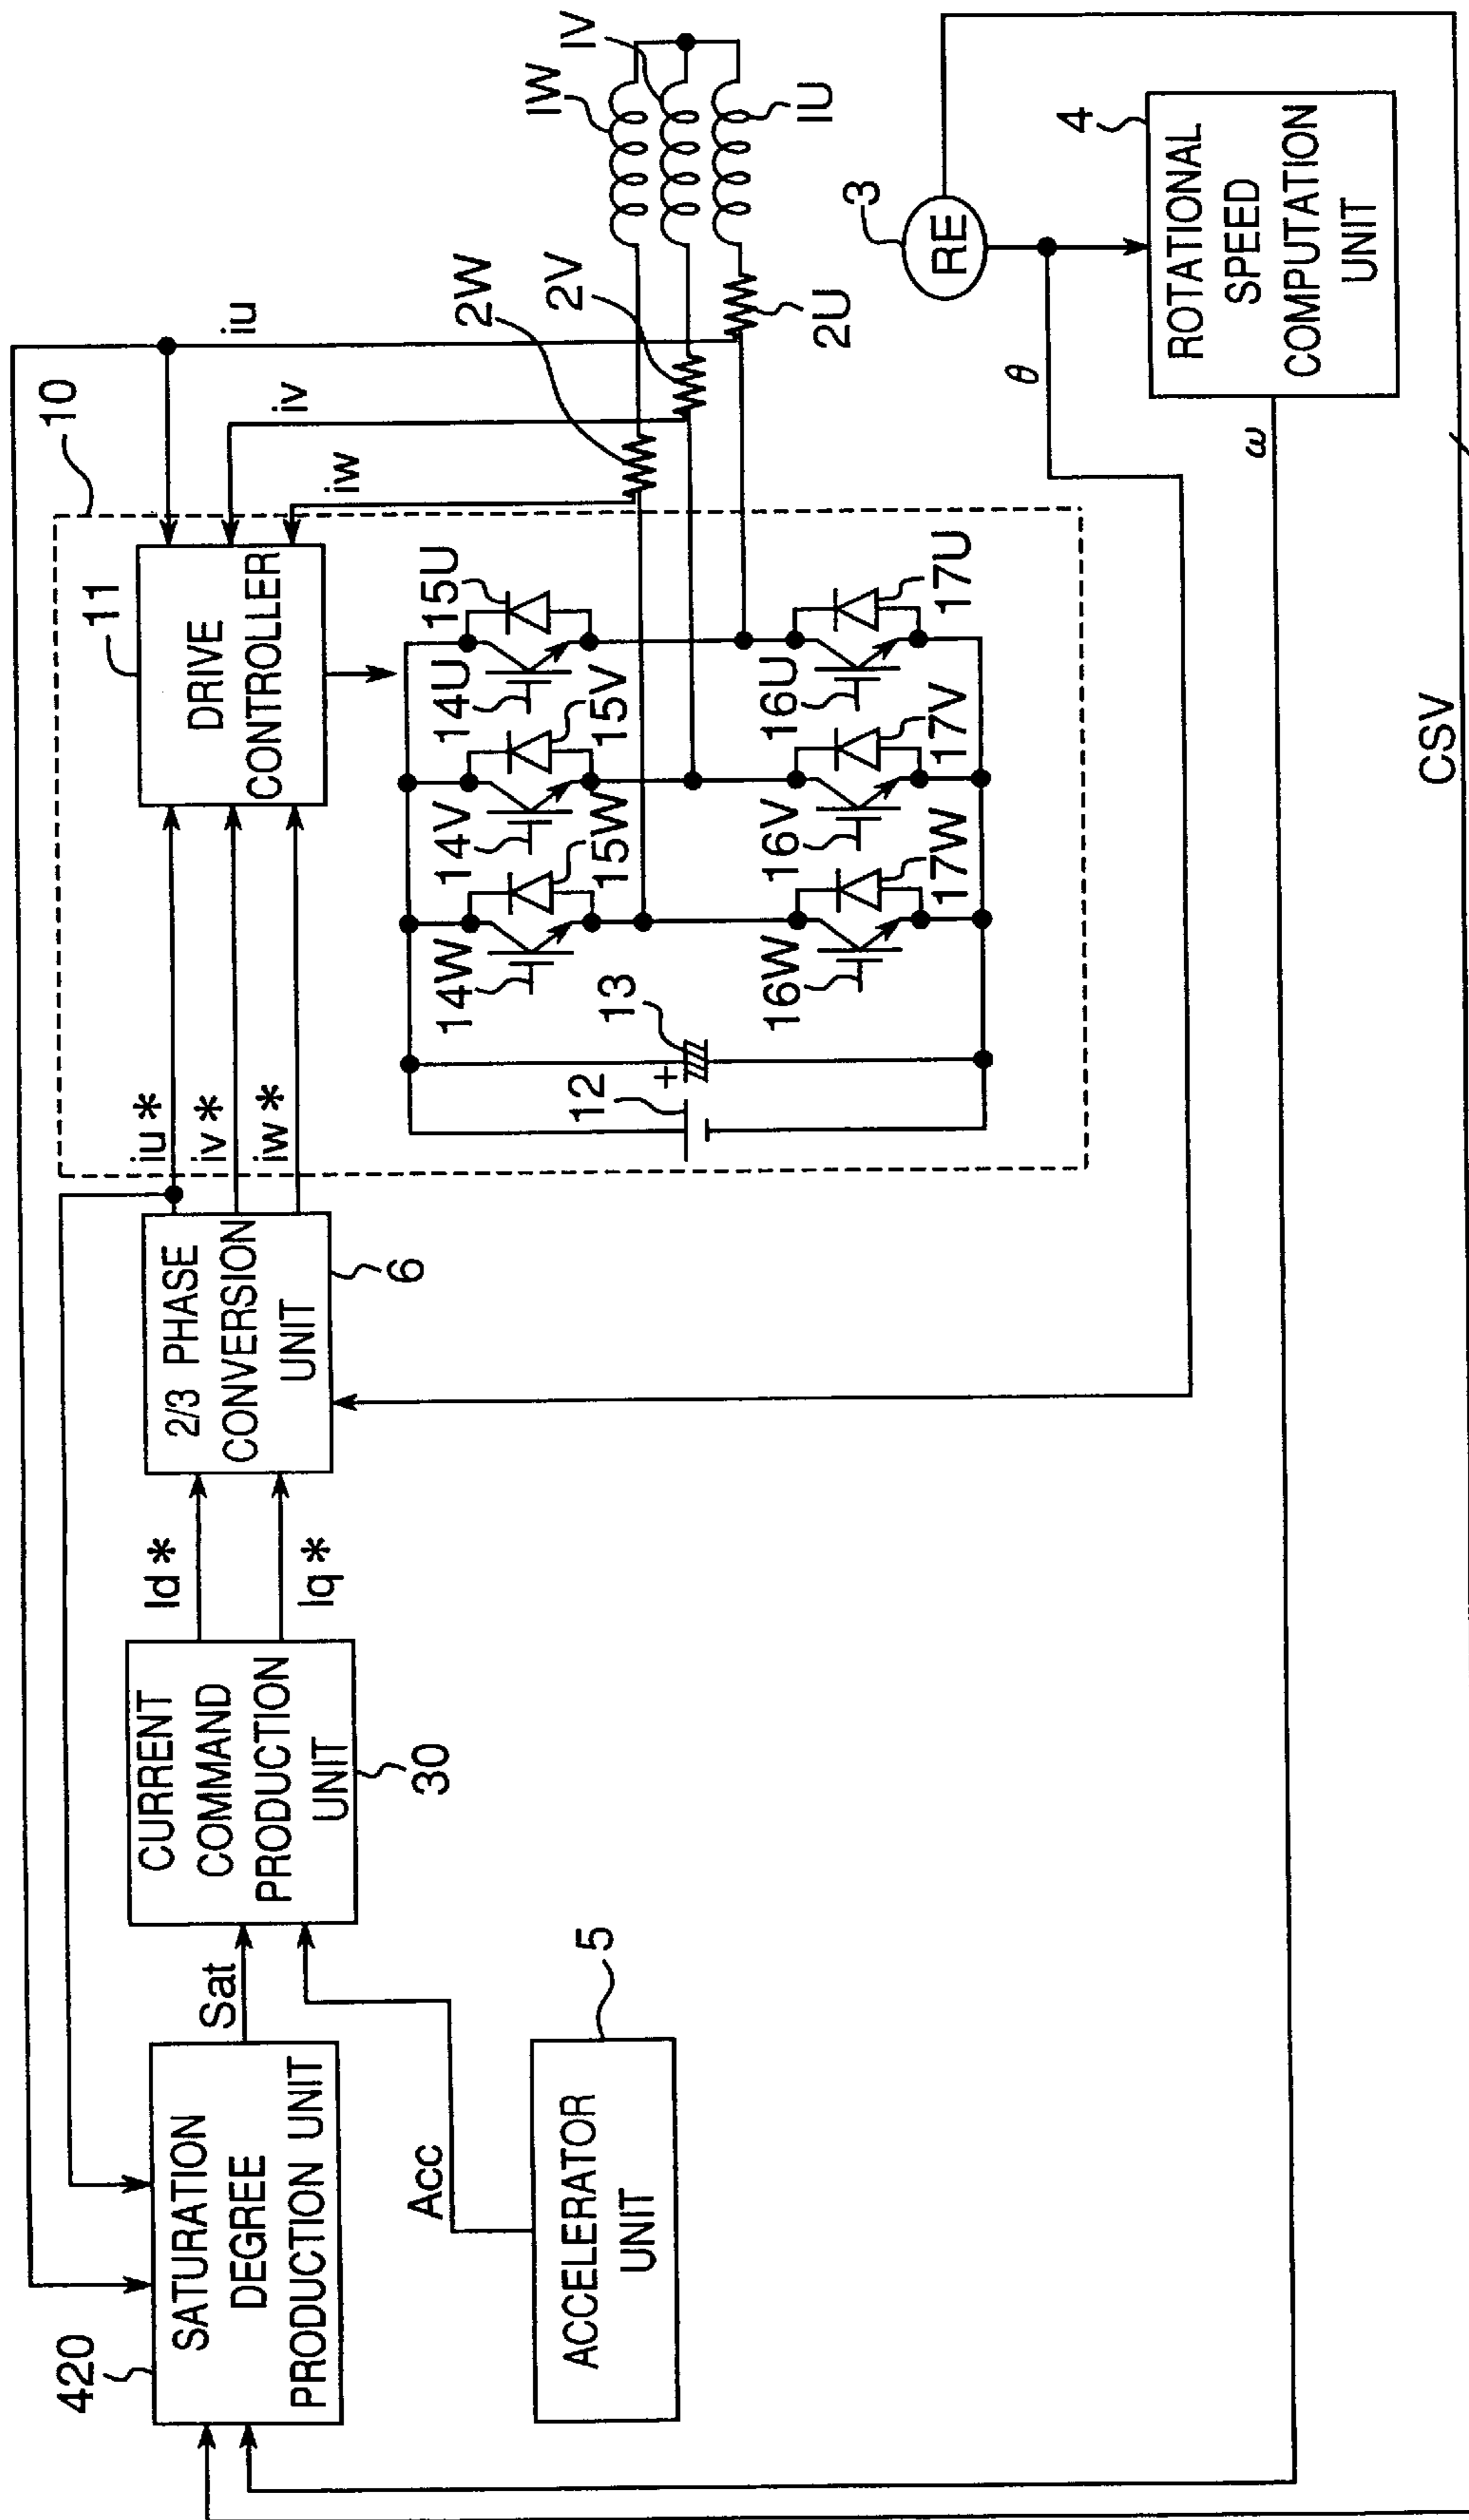 420
SATURATION
DEGREE
PRODUCTION UNIT
Sat
ACCELERATOR
UNIT
5
Acc
CURRENT
COMMAND
PRODUCTION
UNIT
30
Id*
Iq*
2/3 PHASE
CONVERSION
UNIT
6
iu*
iv*
iw*
10
11
DRIVE
CONTROLLER
iu
iv
iw
12
+
13
14W
15W
14V
15V
14U
15U
16W
17W
16V
17V
16U
17U
2W
2V
2U
1W
1V
1U
3
RE
θ
4
ROTATIONAL
SPEED
COMPUTATION
UNIT
ω
CSV